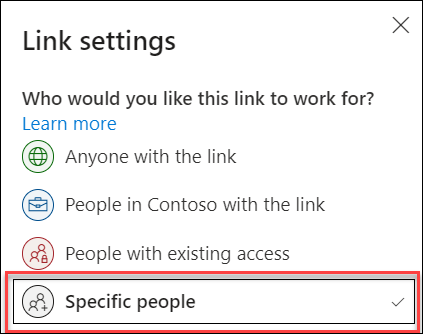 Link settings
Who would you like this link to work for?
Learn more
Anyone with the link
People in Contoso with the link
People with existing access
Specific people